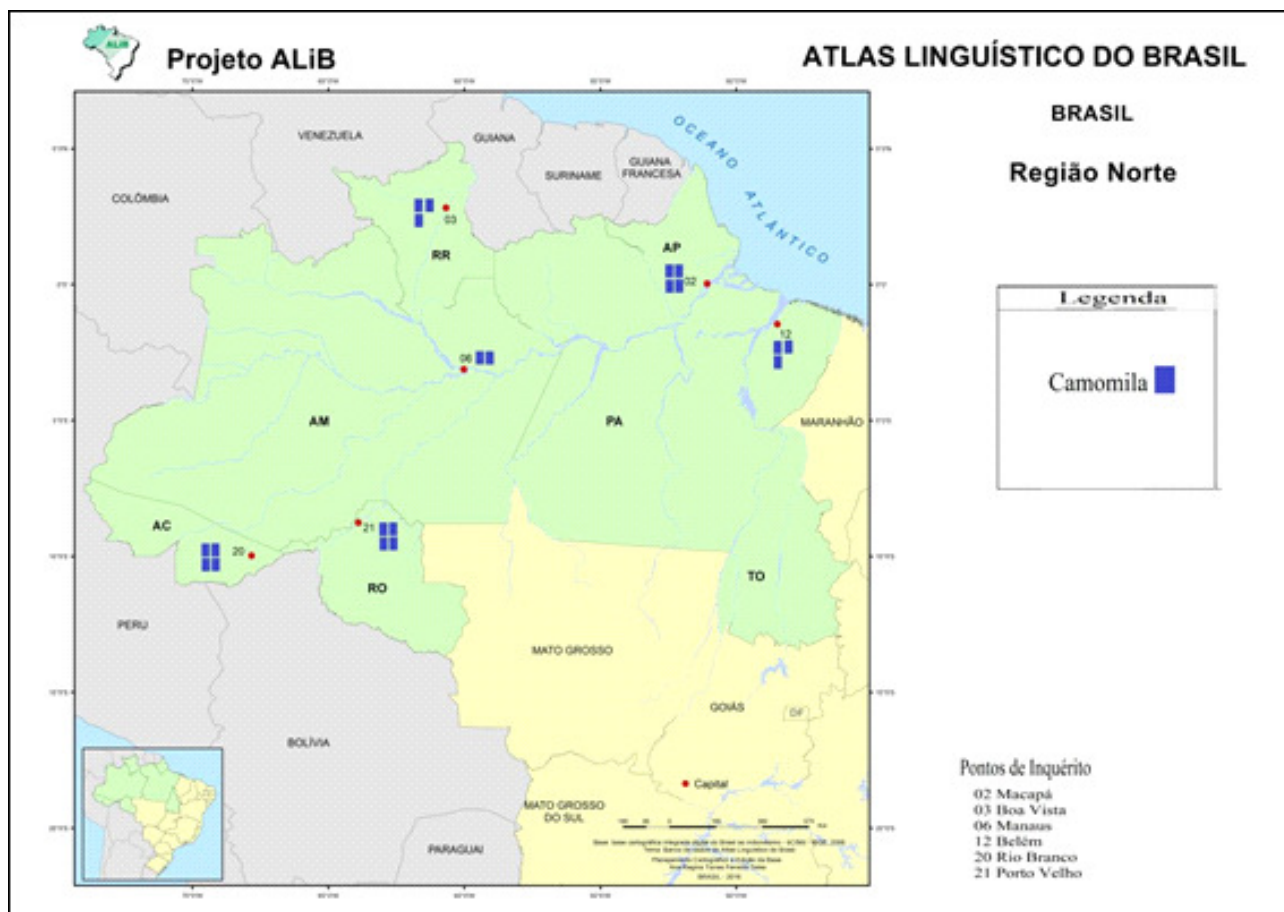 ALiB
Projeto ALiB
ATLAS LINGUÍSTICO DO BRASIL
BRASIL
Região Norte
VENEZUELA
GUIANA
SURINAME
GUIANA
FRANCESA
COLÔMBIA
OCEANO ATLÂNTICO
03
RR
AP
02
12
06
AM
PA
MARANHÃO
AC
20
21
RO
TO
PERU
MATO GROSSO
GOIÁS
DF
BOLÍVIA
Capital
MATO GROSSO
DO SUL
PARAGUAI
BRASIL - 2016
Legenda
Camomila
Pontos de Inquérito
02 Macapá
03 Boa Vista
06 Manaus
12 Belém
20 Rio Branco
21 Porto Velho